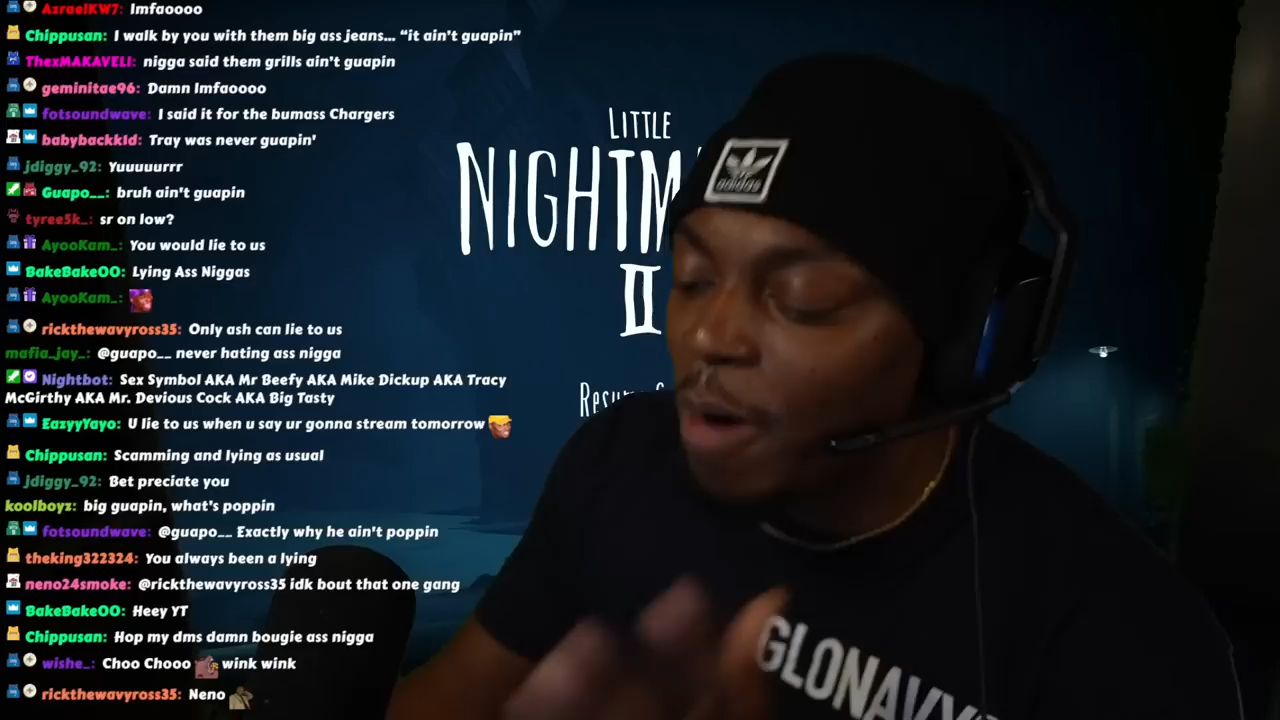 AzraelKW7: lmfaoooo
Chippusan: I walk by you with them big ass jeans... “it ain't guapin”
ThexMAKAVELI: nigga said them grills ain't guapin
geminitae96: Damn lmfaoooo
fotsoundwave: I said it for the bumass Chargers
babybackk1d: Tray was never guapin'
jdiggy_92: Yuuuuurrr
Guapo__: bruh ain't guapin
tyree5k_: sr on low?
AyooKam_: You would lie to us
BakeBakeOO: Lying Ass Niggas
AyooKam_:
rickthewavyross35: Only ash can lie to us
mafia_jay_: @guapo__ never hating ass nigga
Nightbot: Sex Symbol AKA Mr Beefy AKA Mike Dickup AKA Tracy
McGirthy AKA Mr. Devious Cock AKA Big Tasty
EazyyYayo: U lie to us when u say ur gonna stream tomorrow
Chippusan: Scamming and lying as usual
jdiggy_92: Bet preciate you
koolboyz: big guapin, what's poppin
fotsoundwave: @guapo__ Exactly why he ain't poppin
theking322324: You always been a lying
neno24smoke: @rickthewavyross35 idk bout that one gang
BakeBakeOO: Heey YT
Chippusan: Hop my dms damn bougie ass nigga
wishe_: Choo Chooo wink wink
rickthewavyross35: Neno
LITTLE
NIGHTM
II
Resu
adidas
GLONAVY